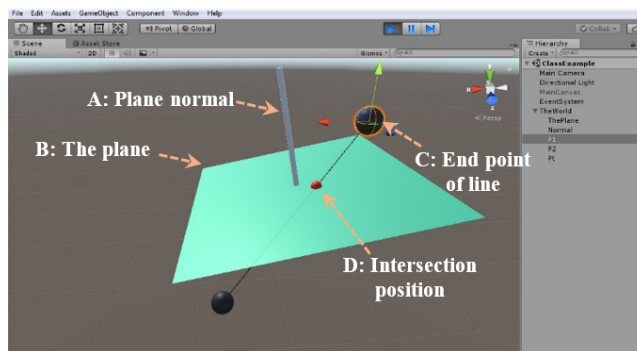 File Edit Assets GameObject Component Window Help
Pivot Global Collab
Scene Asset Store Hierarchy
Shaded 2D Gizmos All Create All
ClassExample
Main Camera
Directional Light
MainCanvas
EventSystem
TheWorld
ThePlane
Normal
P1
P2
Pt
x z
Persp
A: Plane normal
B: The plane
C: End point
of line
D: Intersection
position